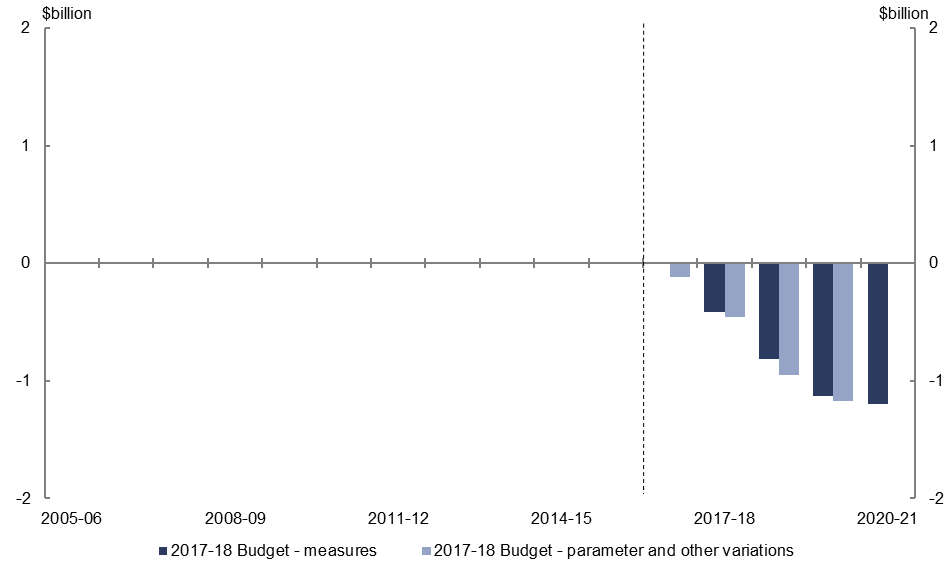 $billion $billion
2 2
1 1
0 0
-1 -1
-2 -2
2005-06 2008-09 2011-12 2014-15 2017-18 2020-21
2017-18 Budget - measures 2017-18 Budget - parameter and other variations